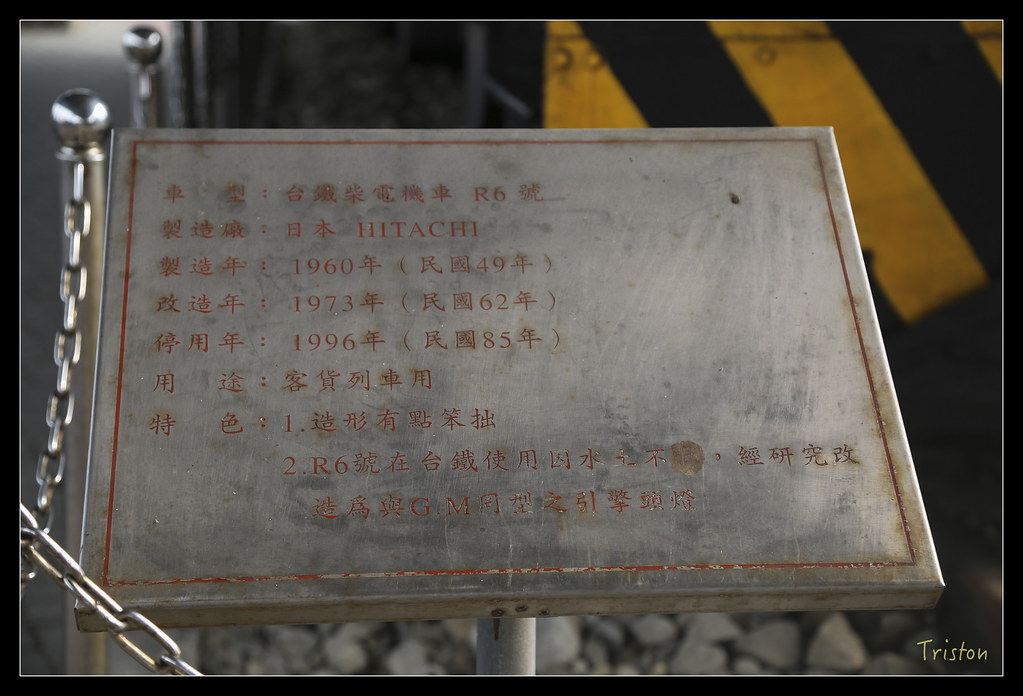 車　型：台鐵柴電機車 R6 號
製造廠：日本 HITACHI
製造年：1960年（民國49年）
改造年：1973年（民國62年）
停用年：1996年（民國85年）
用　途：客貨列車用
特　色：1.造形有點笨拙
2.R6號在台鐵使用因水土不 。經研究改
造為與G.M同型之引擎頭燈
Triston